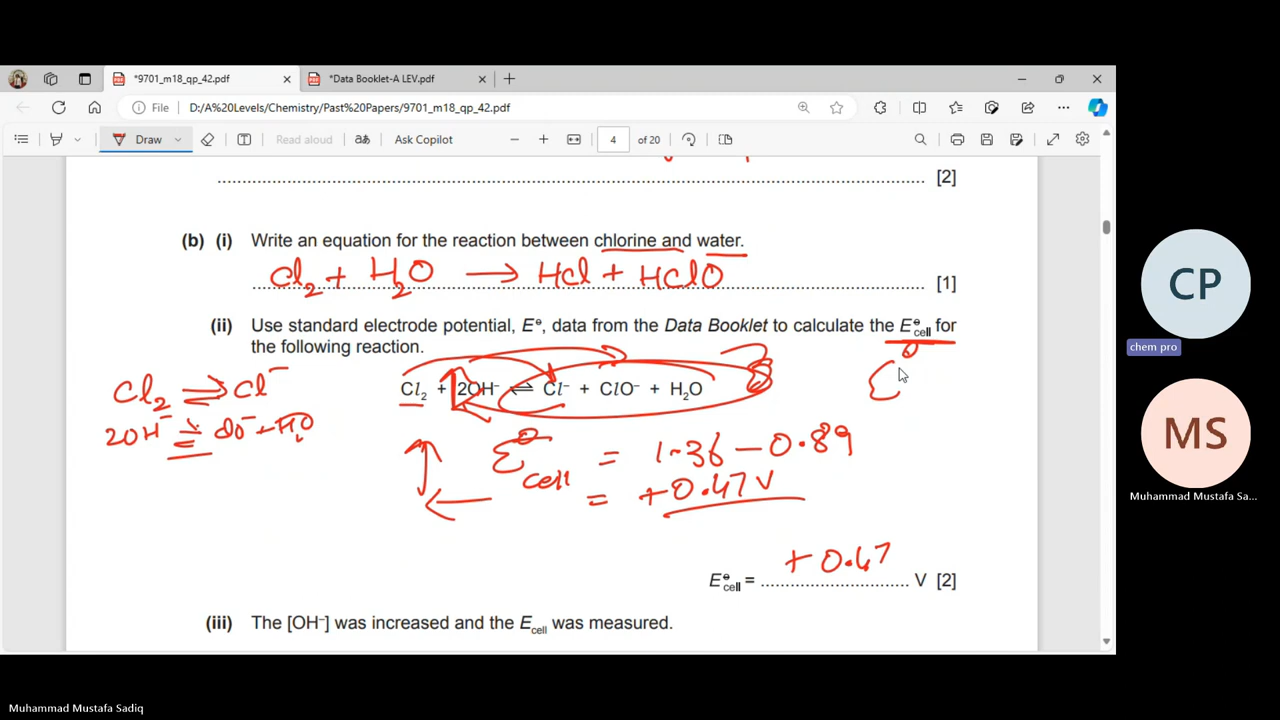 *9701_m18_qp_42.pdf
*Data Booklet-A LEV.pdf
File
D:/A%20Levels/Chemistry/Past%20Papers/9701_m18_qp_42.pdf
Draw
Read aloud
Ask Copilot
4
of 20
[2]
(b) (i) Write an equation for the reaction between chlorine and water.
Cl₂ + H₂O → HCl + HClO
[1]
(ii) Use standard electrode potential, E⦵, data from the Data Booklet to calculate the E⦵cell for
the following reaction.
Cl₂ ⇌ Cl⁻
Cl₂ + 2OH⁻ ⇌ Cl⁻ + ClO⁻ + H₂O
2OH⁻ ⇌ ClO⁻ + H₂O
E⦵cell = 1.36 – 0.89
= +0.47V
+ 0.47
E⦵cell = .............................. V [2]
(iii) The [OH⁻] was increased and the Ecell was measured.
CP
chem pro
MS
Muhammad Mustafa Sa...
Muhammad Mustafa Sadiq